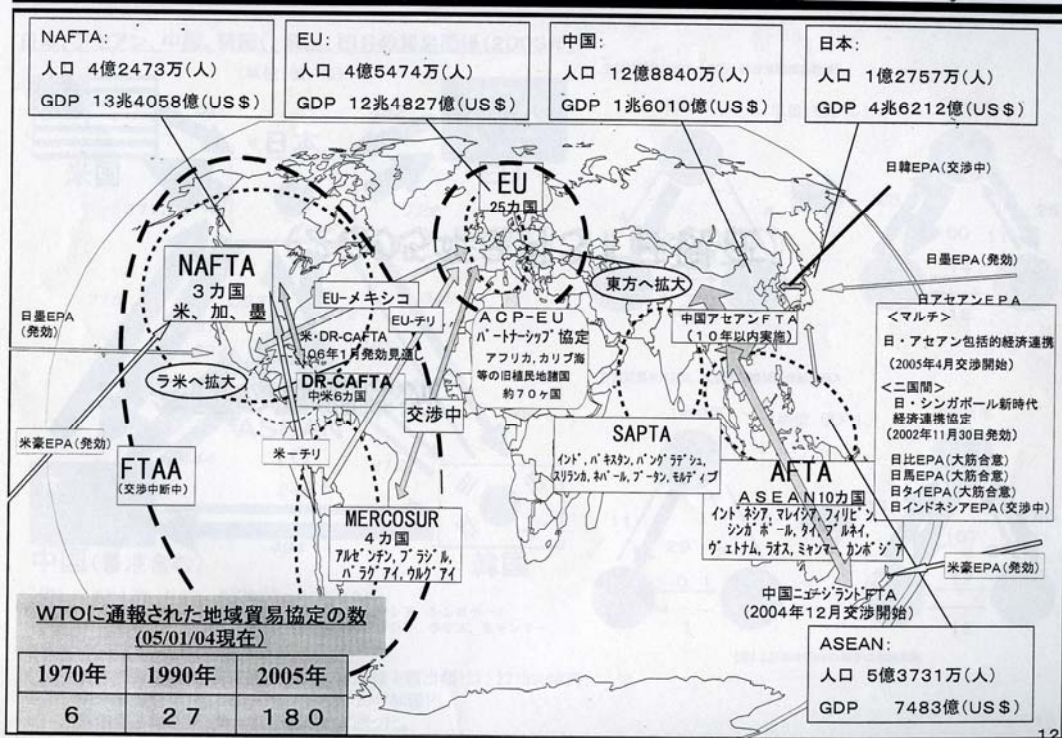 NAFTA:
人口 4億2473万(人)
GDP 13兆4058億(US$)
EU:
人口 4億5474万(人)
GDP 12兆4827億(US$)
中国:
人口 12億8840万(人)
GDP 1兆6010億(US$)
日本:
人口 1億2757万(人)
GDP 4兆6212億(US$)
日韓EPA(交渉中)
EU
25カ国
NAFTA
3カ国
米、加、墨
東方へ拡大
日墨EPA(発効)
日墨EPA
(発効)
EU-メキシコ
EU-チリ
ACP-EU
パートナーシップ協定
アフリカ、カリブ海
等の旧植民地諸国
約70ヶ国
中国アセアンFTA
(10年以内実施)
日アセアンEPA
<マルチ>
日・アセアン包括的経済連携
(2005年4月交渉開始)
<二国間>
日・シンガポール新時代
経済連携協定
(2002年11月30日発効)
日比EPA(大筋合意)
日馬EPA(大筋合意)
日タイEPA(大筋合意)
日インドネシアEPA(交渉中)
米・DR-CAFTA
'06年1月発効見通し
ラ米へ拡大
DR-CAFTA
中米6カ国
交渉中
米豪EPA(発効)
米-チリ
FTAA
(交渉中断中)
SAPTA
インド、パキスタン、バングラデシュ、
スリランカ、ネパール、ブータン、モルディブ
AFTA
ASEAN10カ国
インドネシア、マレイシア、フィリピン、
シンガポール、タイ、ブルネイ、
ヴェトナム、ラオス、ミャンマー、カンボジア
MERCOSUR
4カ国
アルゼンチン、ブラジル、
パラグアイ、ウルグアイ
米豪EPA(発効)
中国ニュージランドFTA
(2004年12月交渉開始)
WTOに通報された地域貿易協定の数
(05/01/04現在)
1970年 1990年 2005年
6 27 180
ASEAN:
人口 5億3731万(人)
GDP 7483億(US$)
12